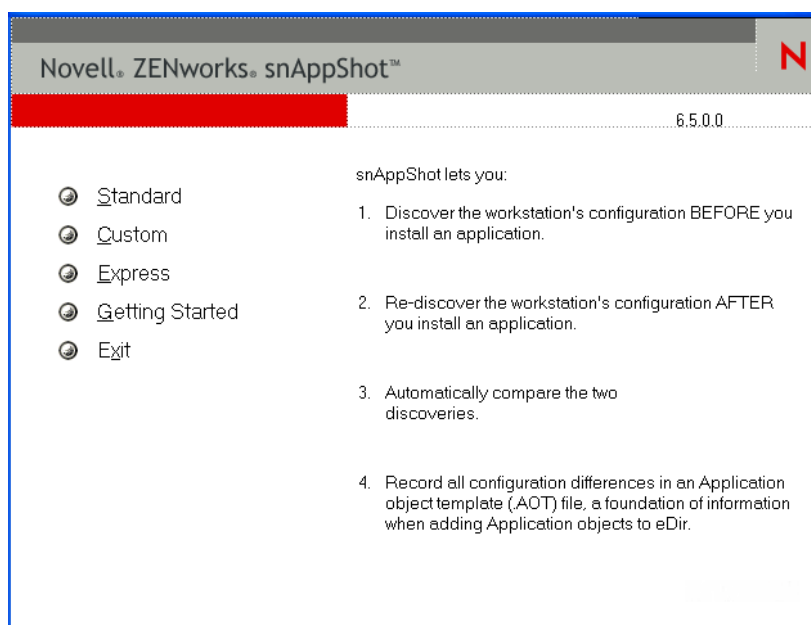 Novell® ZENworks® snAppShot™
N
6.5.0.0
Standard
Custom
Express
Getting Started
Exit
snAppShot lets you:
1. Discover the workstation's configuration BEFORE you
install an application.
2. Re-discover the workstation's configuration AFTER
you install an application.
3. Automatically compare the two
discoveries.
4. Record all configuration differences in an Application
object template (.AOT) file, a foundation of information
when adding Application objects to eDir.